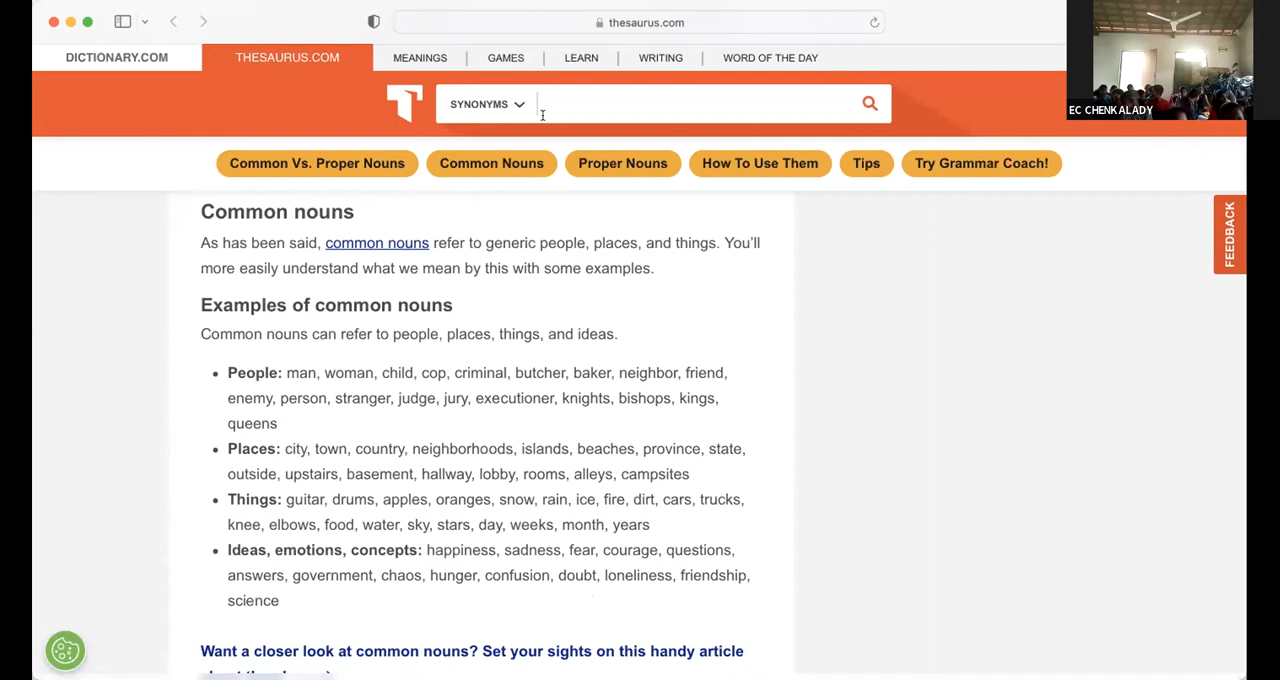 thesaurus.com
DICTIONARY.COM
THESAURUS.COM
MEANINGS
GAMES
LEARN
WRITING
WORD OF THE DAY
SYNONYMS
EC CHENKALADY
Common Vs. Proper Nouns
Common Nouns
Proper Nouns
How To Use Them
Tips
Try Grammar Coach!
FEEDBACK
Common nouns
As has been said, common nouns refer to generic people, places, and things. You'll
more easily understand what we mean by this with some examples.
Examples of common nouns
Common nouns can refer to people, places, things, and ideas.
• People: man, woman, child, cop, criminal, butcher, baker, neighbor, friend,
enemy, person, stranger, judge, jury, executioner, knights, bishops, kings,
queens
• Places: city, town, country, neighborhoods, islands, beaches, province, state,
outside, upstairs, basement, hallway, lobby, rooms, alleys, campsites
• Things: guitar, drums, apples, oranges, snow, rain, ice, fire, dirt, cars, trucks,
knee, elbows, food, water, sky, stars, day, weeks, month, years
• Ideas, emotions, concepts: happiness, sadness, fear, courage, questions,
answers, government, chaos, hunger, confusion, doubt, loneliness, friendship,
science
Want a closer look at common nouns? Set your sights on this handy article